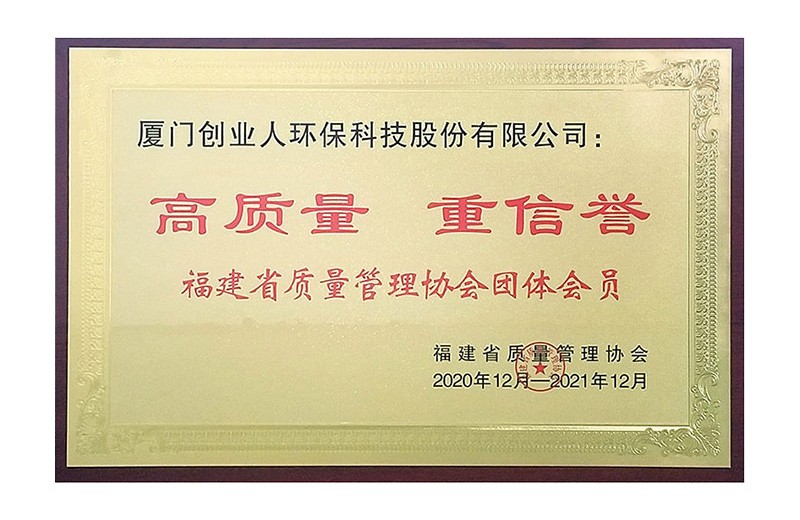 厦门创业人环保科技股份有限公司：
高质量 重信誉
福建省质量管理协会团体会员
福建省质量管理协会
2020年12月—2021年12月